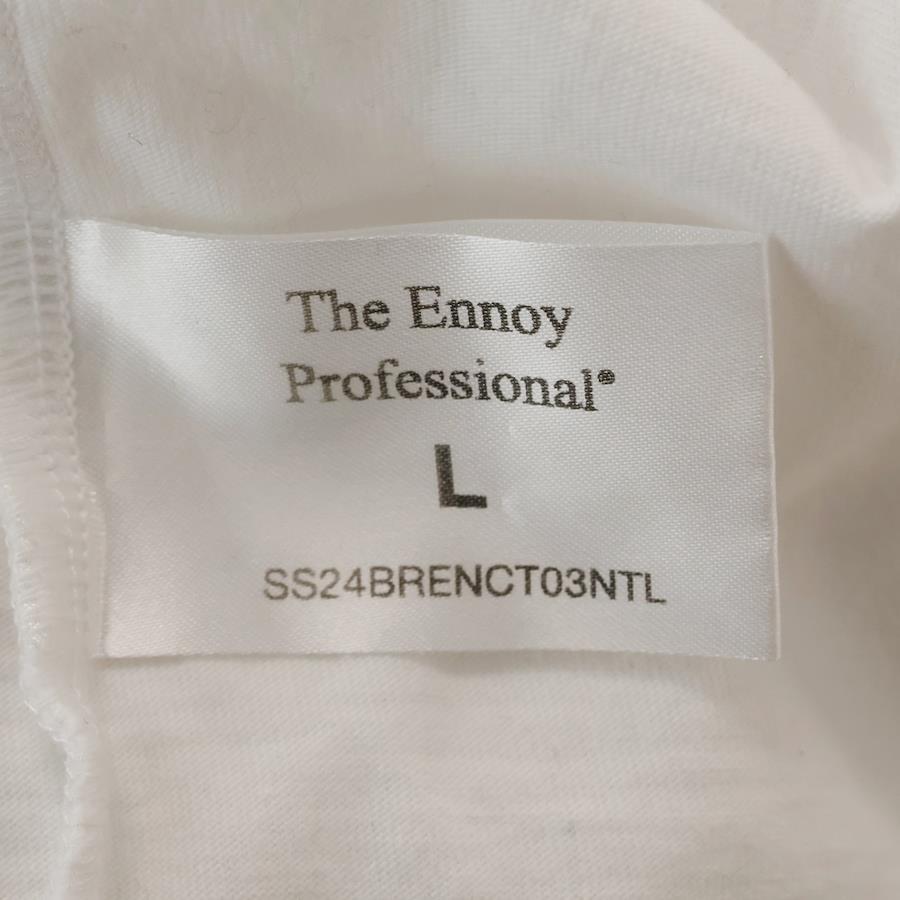 The Ennoy
Professional®
L
SS24BRENCT03NTL